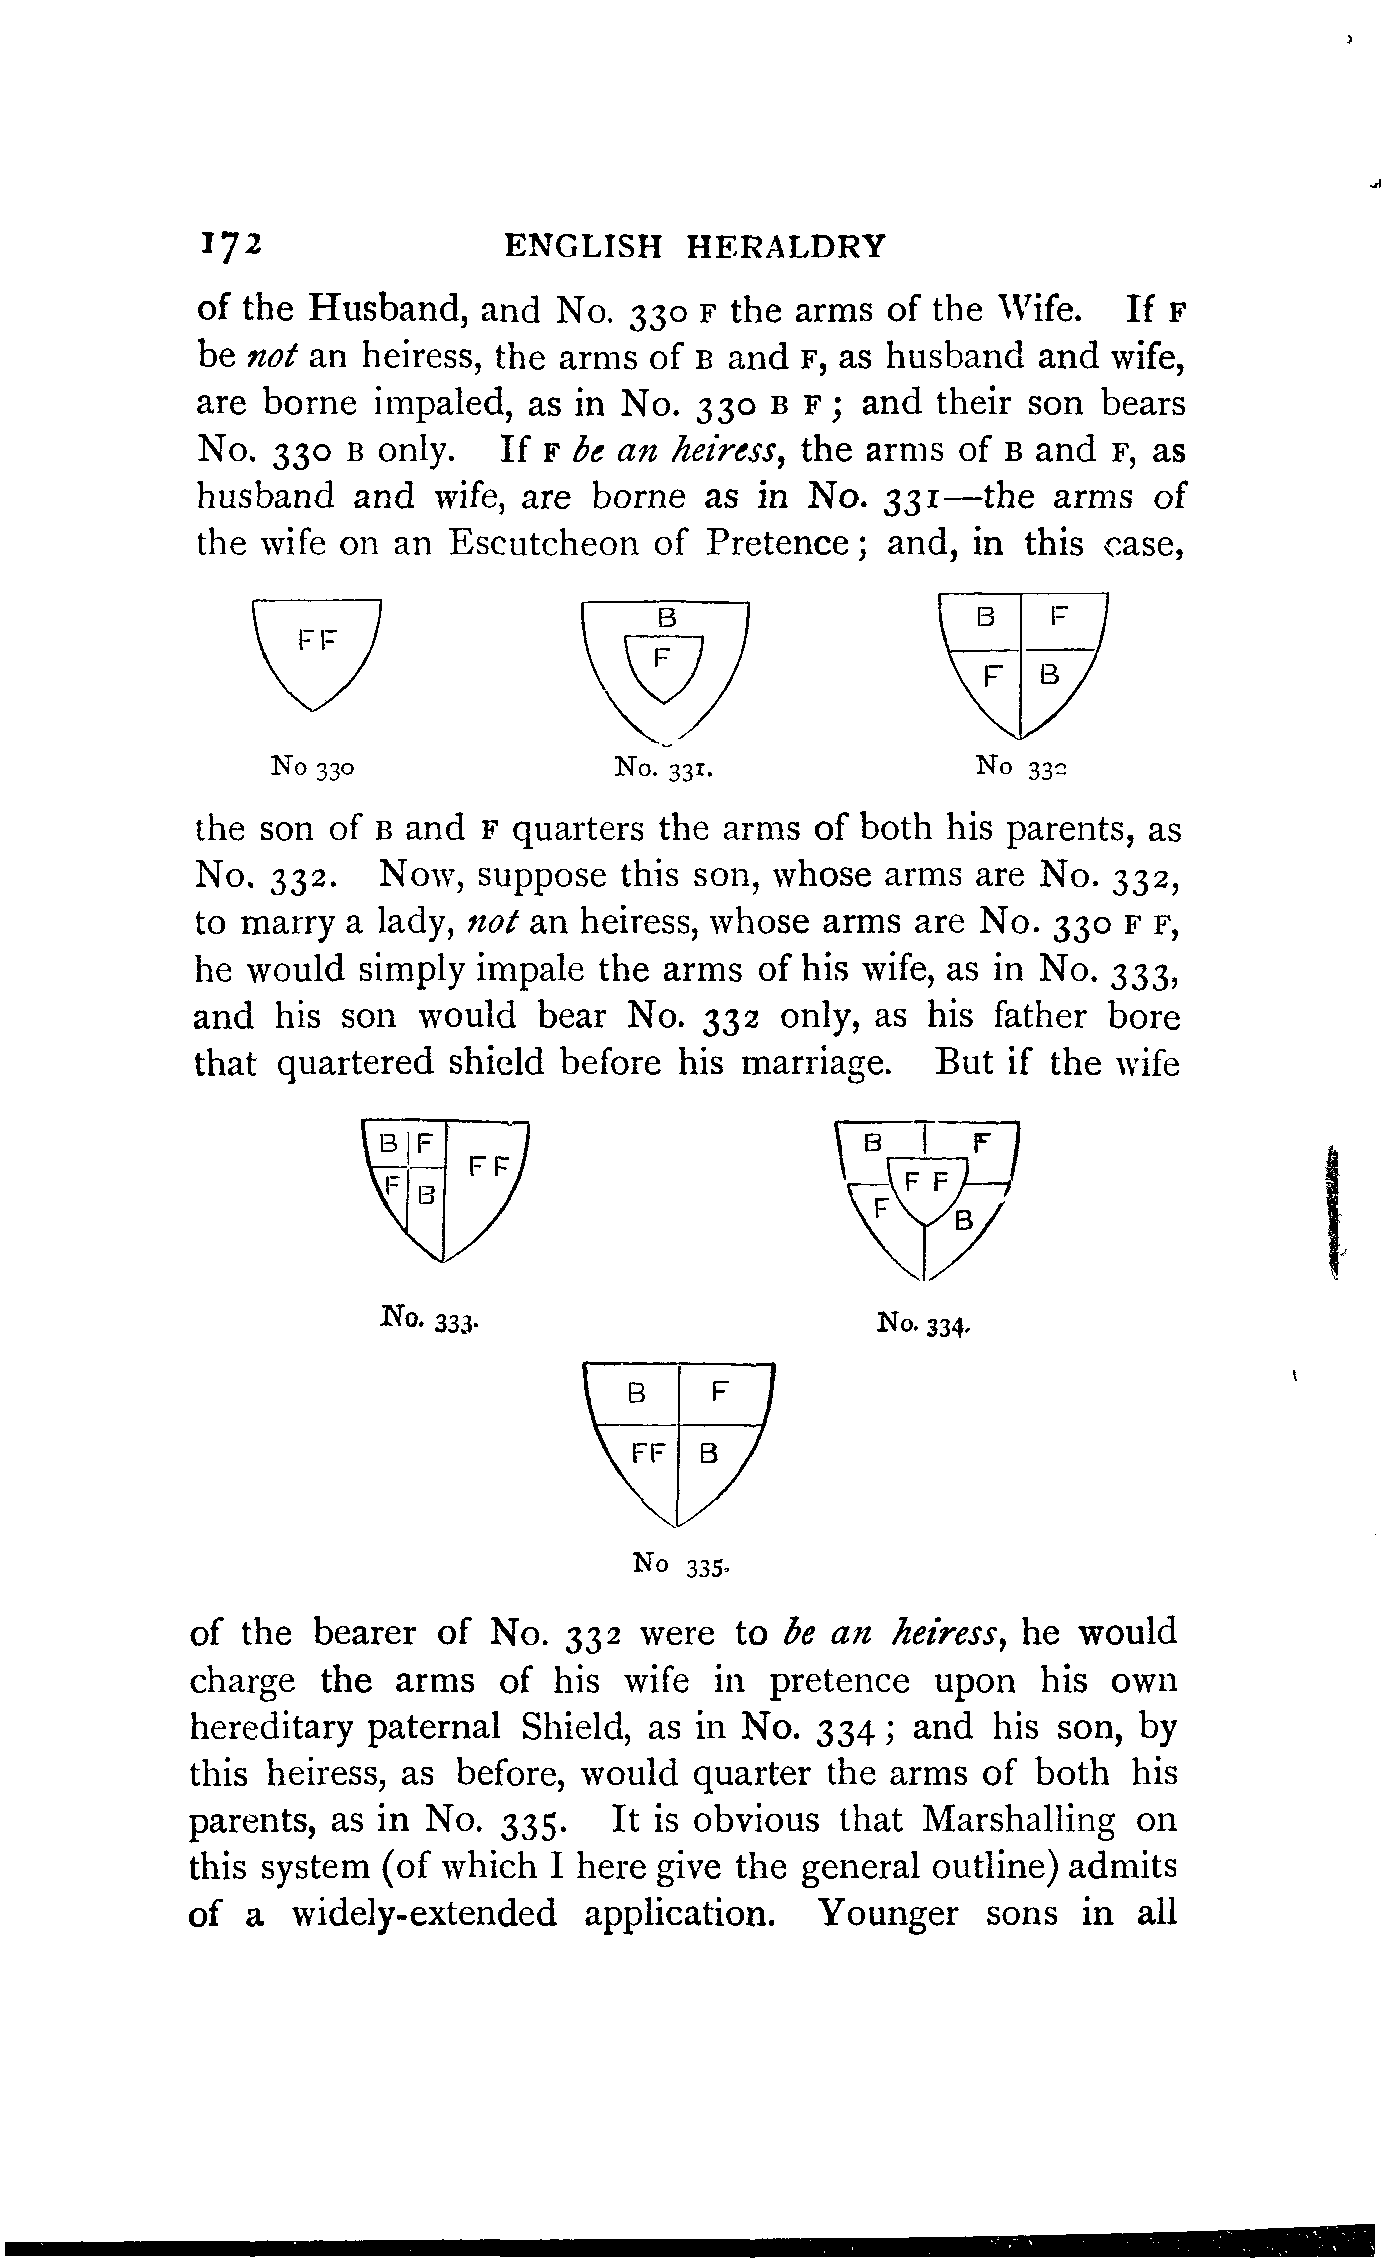 172 ENGLISH HERALDRY
of the Husband, and No. 330 F the arms of the Wife. If F
be not an heiress, the arms of B and F, as husband and wife,
are borne impaled, as in No. 330 B F; and their son bears
No. 330 B only. If F be an heiress, the arms of B and F, as
husband and wife, are borne as in No. 331—the arms of
the wife on an Escutcheon of Pretence; and, in this case,
FF
B
F
B F
F B
No 330 No. 331. No 332
the son of B and F quarters the arms of both his parents, as
No. 332. Now, suppose this son, whose arms are No. 332,
to marry a lady, not an heiress, whose arms are No. 330 F F,
he would simply impale the arms of his wife, as in No. 333,
and his son would bear No. 332 only, as his father bore
that quartered shield before his marriage. But if the wife
B F
F F
F B
B F
F F
F B
No. 333. No. 334.
B F
FF B
No 335.
of the bearer of No. 332 were to be an heiress, he would
charge the arms of his wife in pretence upon his own
hereditary paternal Shield, as in No. 334; and his son, by
this heiress, as before, would quarter the arms of both his
parents, as in No. 335. It is obvious that Marshalling on
this system (of which I here give the general outline) admits
of a widely-extended application. Younger sons in all